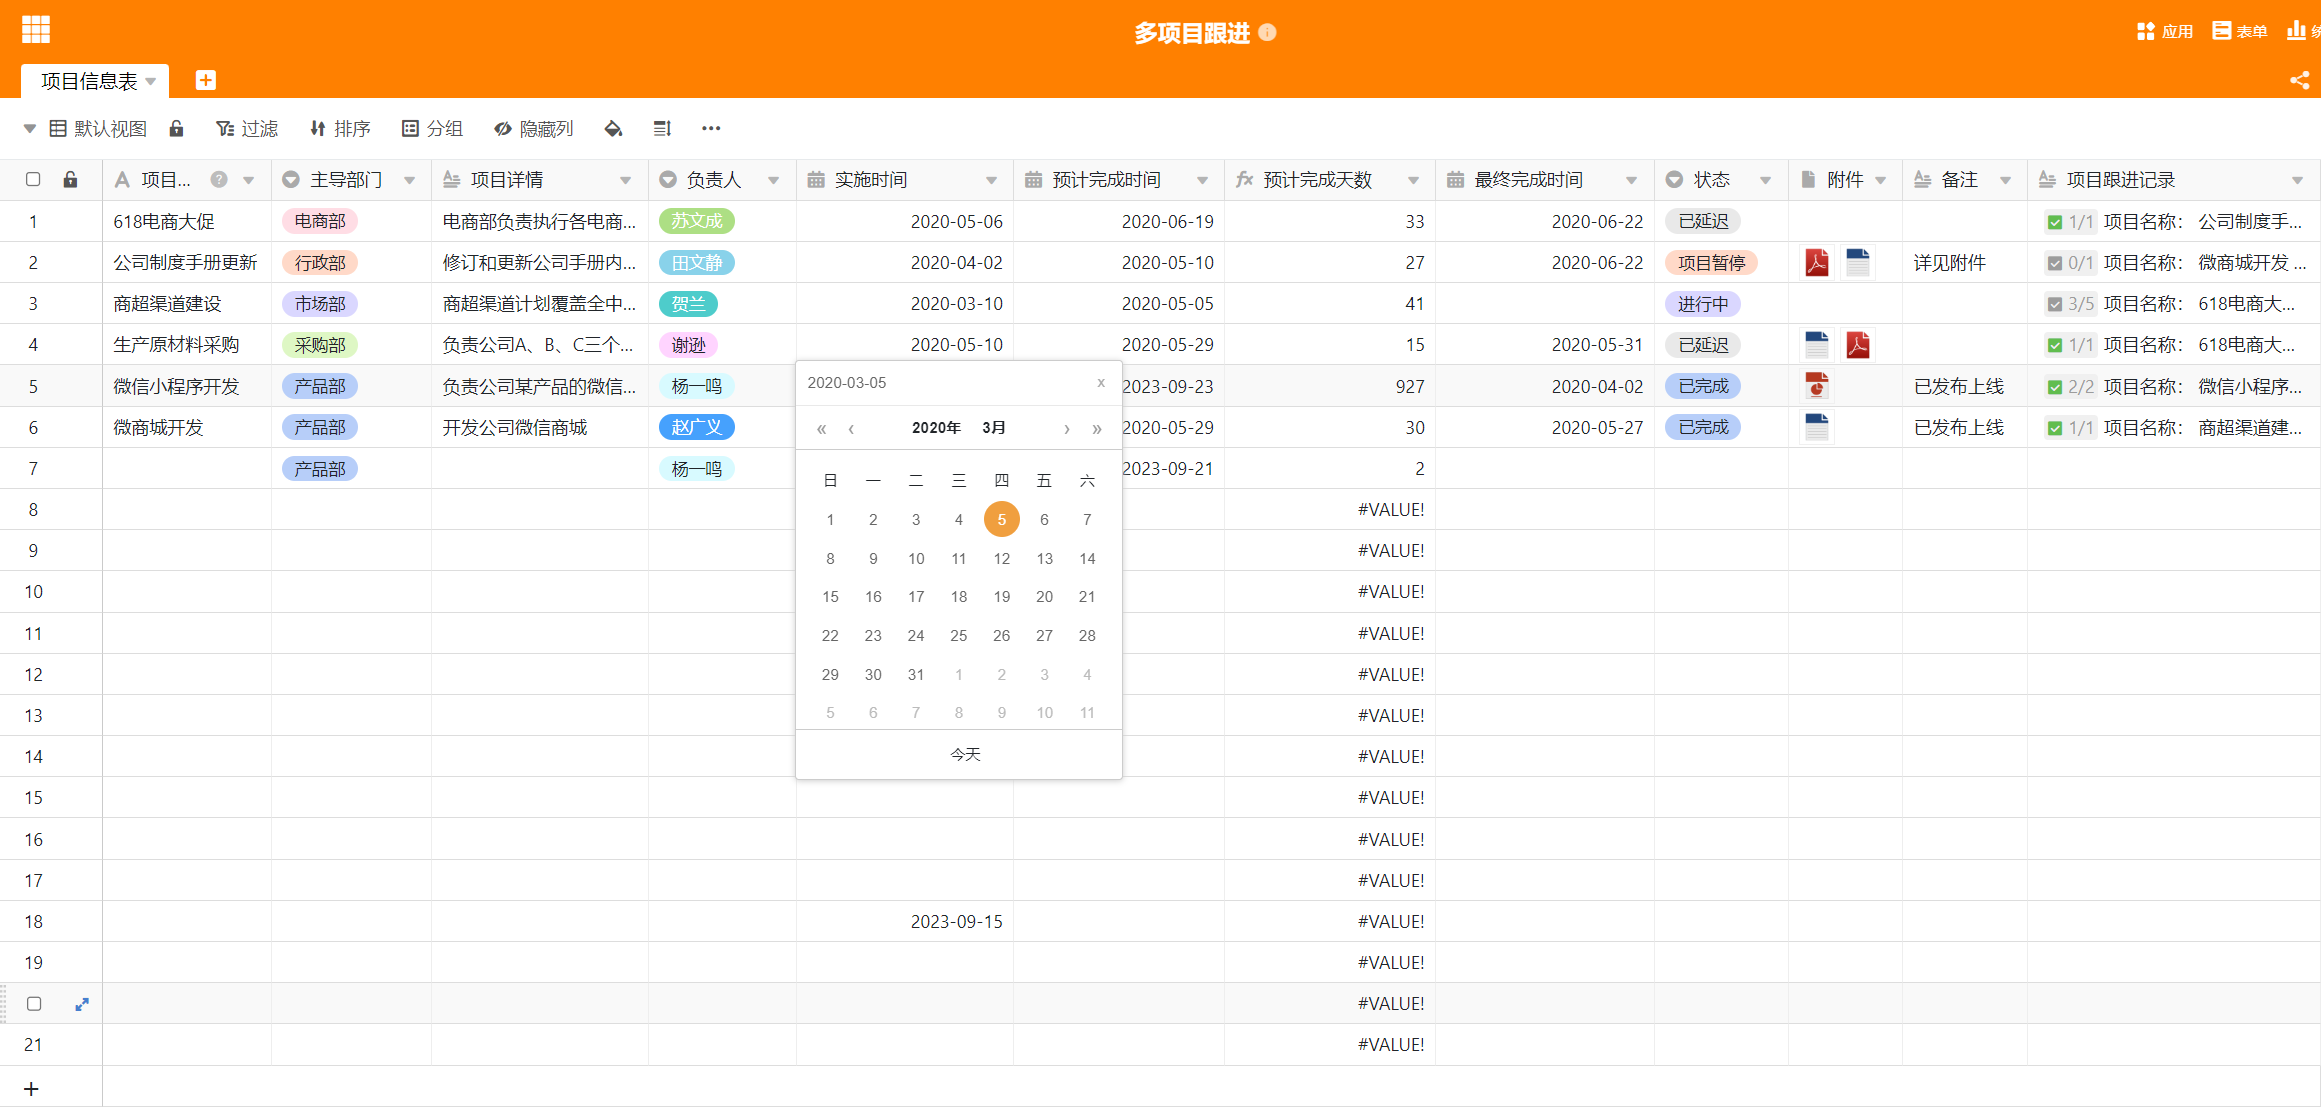 多项目跟进
应用 表单
项目信息表
默认视图 过滤 排序 分组 隐藏列
项目... 主导部门 项目详情 负责人 实施时间 预计完成时间 预计完成天数 最终完成时间 状态 附件 备注 项目跟进记录
1 618电商大促 电商部 电商部负责执行各电商... 苏文成 2020-05-06 2020-06-19 33 2020-06-22 已延迟 1/1 项目名称： 公司制度手...
2 公司制度手册更新 行政部 修订和更新公司手册内... 田文静 2020-04-02 2020-05-10 27 2020-06-22 项目暂停 详见附件 0/1 项目名称： 微商城开发 ...
3 商超渠道建设 市场部 商超渠道计划覆盖全中... 贺兰 2020-03-10 2020-05-05 41 进行中 3/5 项目名称： 618电商大...
4 生产原材料采购 采购部 负责公司A、B、C三个... 谢逊 2020-05-10 2020-05-29 15 2020-05-31 已延迟 1/1 项目名称： 618电商大...
5 微信小程序开发 产品部 负责公司某产品的微信... 杨一鸣 2020-03-05 x 2023-09-23 927 2020-04-02 已完成 已发布上线 2/2 项目名称： 微信小程序...
6 微商城开发 产品部 开发公司微信商城 赵广义 « ‹ 2020年 3月 › » 2020-05-29 30 2020-05-27 已完成 已发布上线 1/1 项目名称： 商超渠道建...
7 产品部 杨一鸣 2023-09-21 2
日 一 二 三 四 五 六
8 #VALUE!
1 2 3 4 5 6 7
9 #VALUE!
8 9 10 11 12 13 14
10 #VALUE!
15 16 17 18 19 20 21
11 #VALUE!
22 23 24 25 26 27 28
12 #VALUE!
29 30 31 1 2 3 4
13 #VALUE!
5 6 7 8 9 10 11
14 #VALUE!
今天
15 #VALUE!
16 #VALUE!
17 #VALUE!
18 2023-09-15 #VALUE!
19 #VALUE!
#VALUE!
21 #VALUE!
+